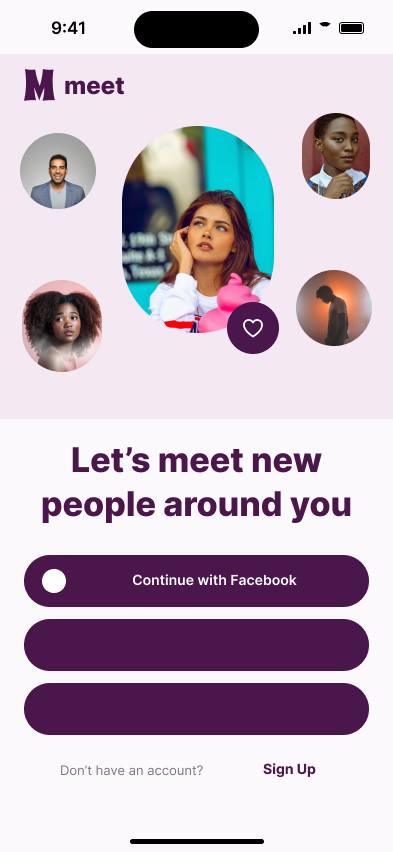 9:41
meet
Let’s meet new
people around you
Continue with Facebook
Don’t have an account? Sign Up